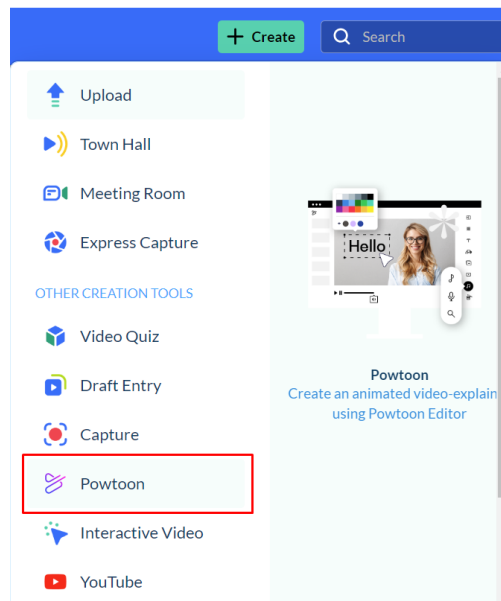 + Create
Search
Upload
Town Hall
Meeting Room
Express Capture
OTHER CREATION TOOLS
Video Quiz
Draft Entry
Capture
Powtoon
Interactive Video
YouTube
Hello
Powtoon
Create an animated video-explain
using Powtoon Editor